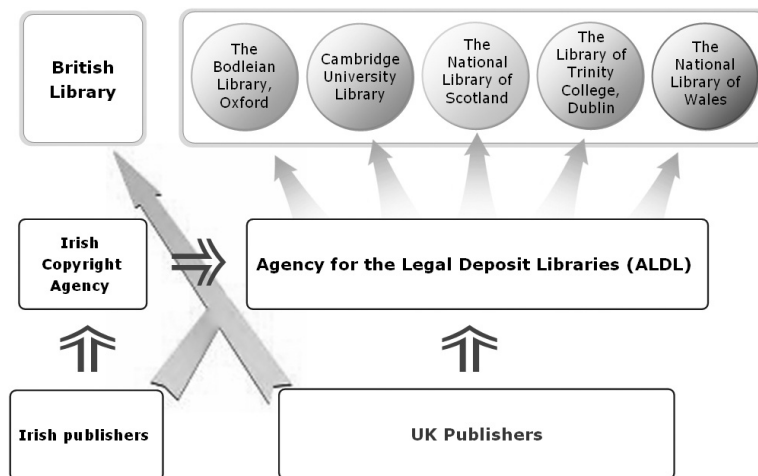 British
Library
The
Bodleian
Library,
Oxford
Cambridge
University
Library
The
National
Library of
Scotland
The
Library of
Trinity
College,
Dublin
The
National
Library of
Wales
Irish
Copyright
Agency
Agency for the Legal Deposit Libraries (ALDL)
Irish publishers
UK Publishers